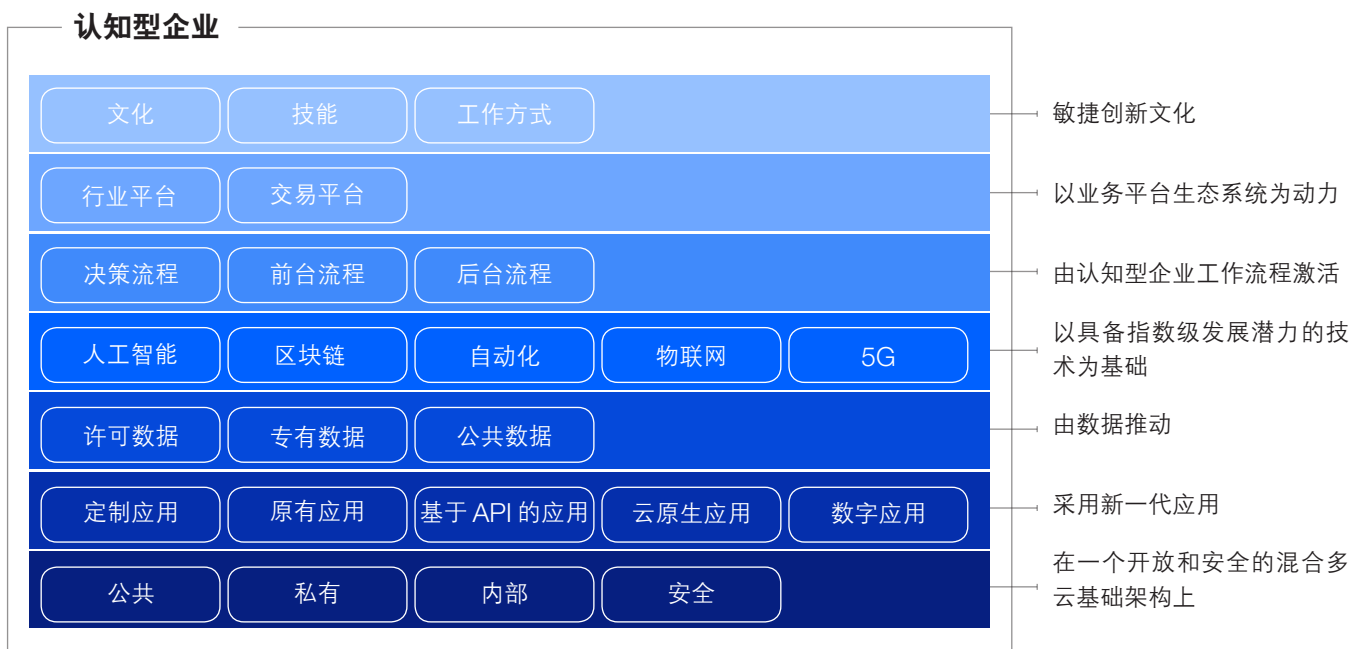 认知型企业
文化 技能 工作方式
敏捷创新文化
行业平台 交易平台
以业务平台生态系统为动力
决策流程 前台流程 后台流程
由认知型企业工作流程激活
人工智能 区块链 自动化 物联网 5G
以具备指数级发展潜力的技
术为基础
许可数据 专有数据 公共数据
由数据推动
定制应用 原有应用 基于 API 的应用 云原生应用 数字应用
采用新一代应用
公共 私有 内部 安全
在一个开放和安全的混合多
云基础架构上